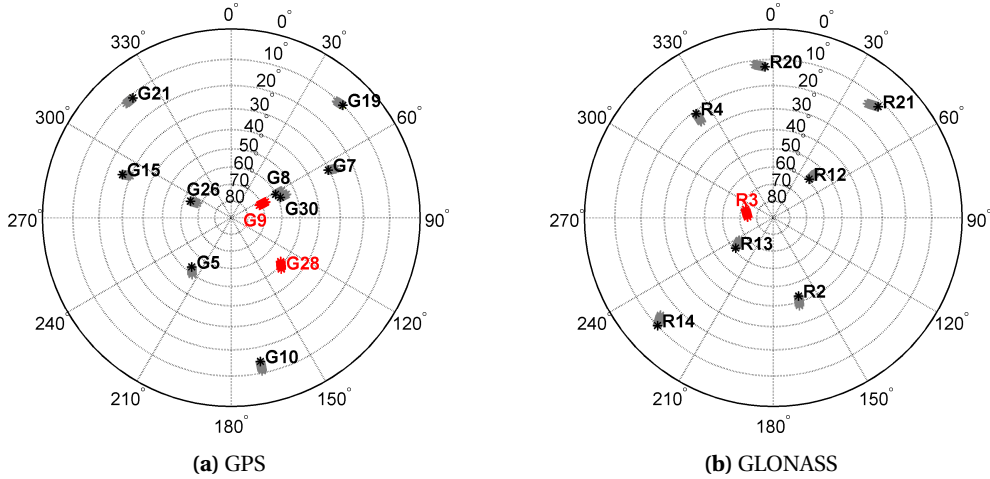 0°
0°
330°
30°
10°
G21
20°
G19
300°
30°
60°
40°
50°
G15
60°
G8
G7
70°
G26
80°
G30
270°
G9
90°
G5
G28
240°
120°
G10
210°
150°
180°
(a) GPS
0°
0°
330°
30°
R20
10°
20°
R21
R4
300°
30°
60°
40°
50°
60°
R12
70°
R3
80°
270°
90°
R13
R2
R14
240°
120°
210°
150°
180°
(b) GLONASS